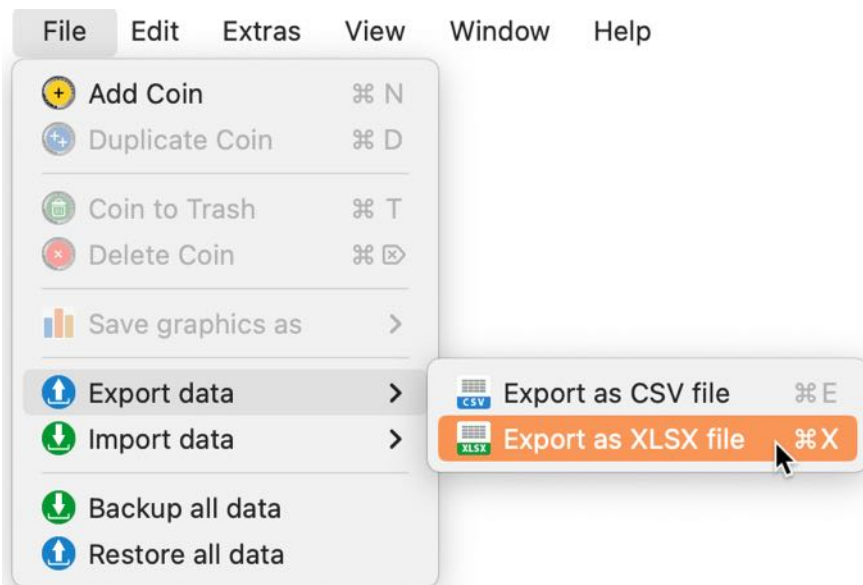 File Edit Extras View Window Help
Add Coin ⌘ N
Duplicate Coin ⌘ D
Coin to Trash ⌘ T
Delete Coin ⌘ ⌦
Save graphics as >
Export data >
CSV Export as CSV file ⌘ E
Import data >
XLSX Export as XLSX file ⌘ X
Backup all data
Restore all data